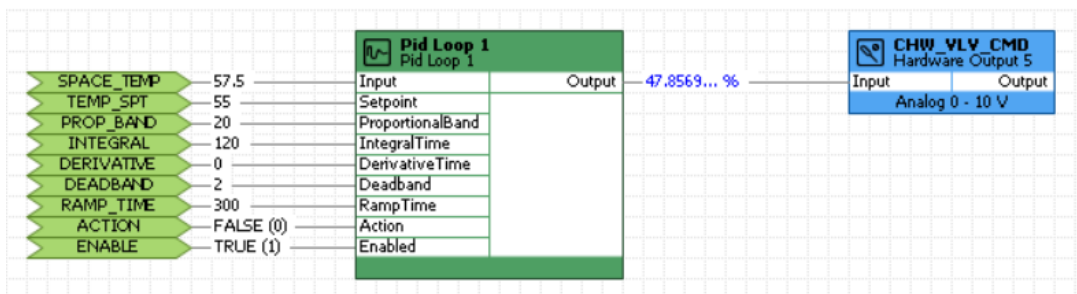 Pid Loop 1
Pid Loop 1
CHW_VLV_CMD
Hardware Output 5
SPACE_TEMP 57.5 Input Output 47.8569... % Input Output
TEMP_SPT 55 Setpoint Analog 0 - 10 V
PROP_BAND 20 ProportionalBand
INTEGRAL 120 IntegralTime
DERIVATIVE 0 DerivativeTime
DEADBAND 2 Deadband
RAMP_TIME 300 RampTime
ACTION FALSE (0) Action
ENABLE TRUE (1) Enabled